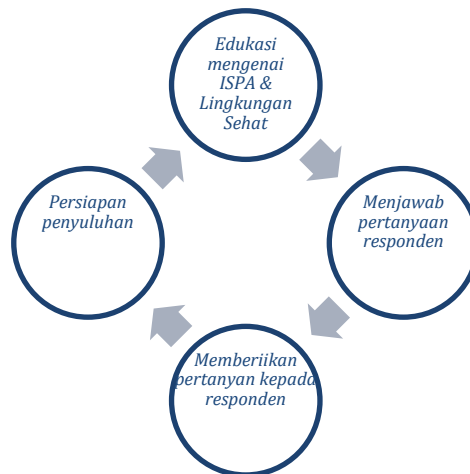 Edukasi
mengenai
ISPA &
Lingkungan
Sehat
Menjawab
pertanyaan
responden
Memberiikan
pertanyan kepada
responden
Persiapan
penyuluhan